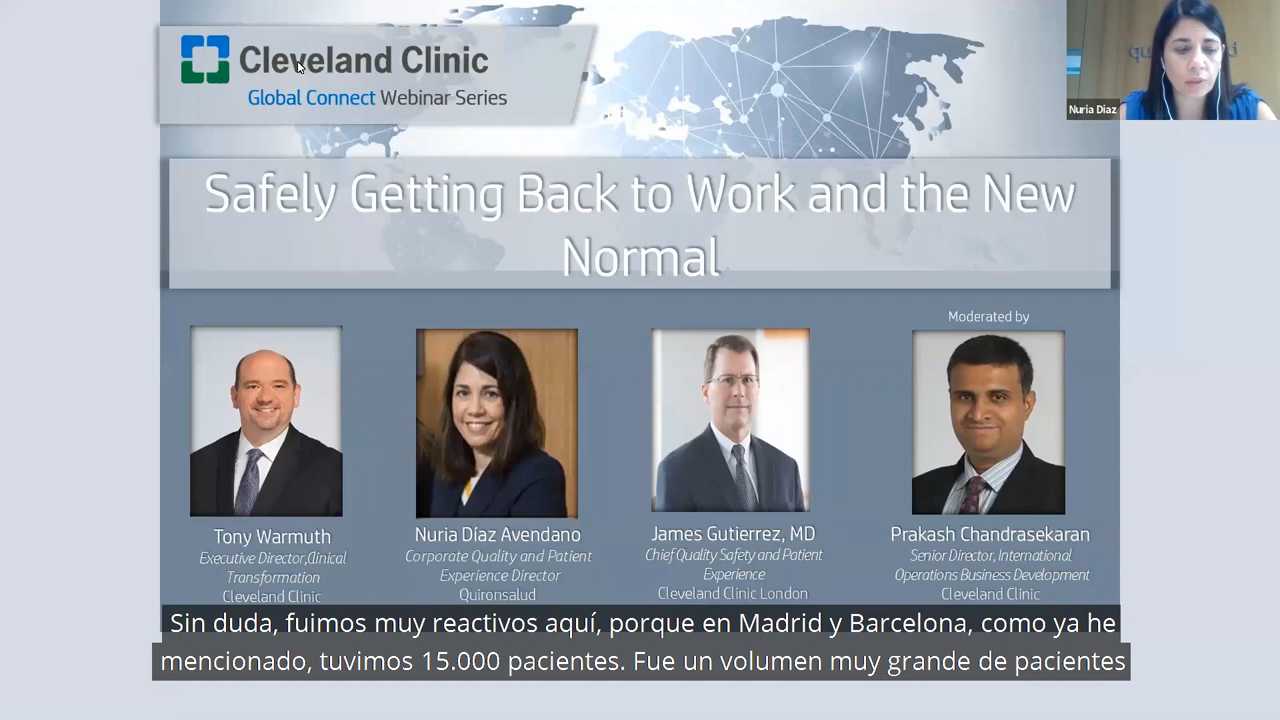 Cleveland Clinic
Global Connect Webinar Series
Nuria Diaz
Safely Getting Back to Work and the New
Normal
Moderated by
Tony Warmuth
Executive Director,Clinical
Transformation
Cleveland Clinic
Nuria Díaz Avendano
Corporate Quality and Patient
Experience Director
Quironsalud
James Gutierrez, MD
Chief Quality Safety and Patient
Experience
Cleveland Clinic London
Prakash Chandrasekaran
Senior Director, International
Operations Business Development
Cleveland Clinic
Sin duda, fuimos muy reactivos aquí, porque en Madrid y Barcelona, como ya he
mencionado, tuvimos 15.000 pacientes. Fue un volumen muy grande de pacientes